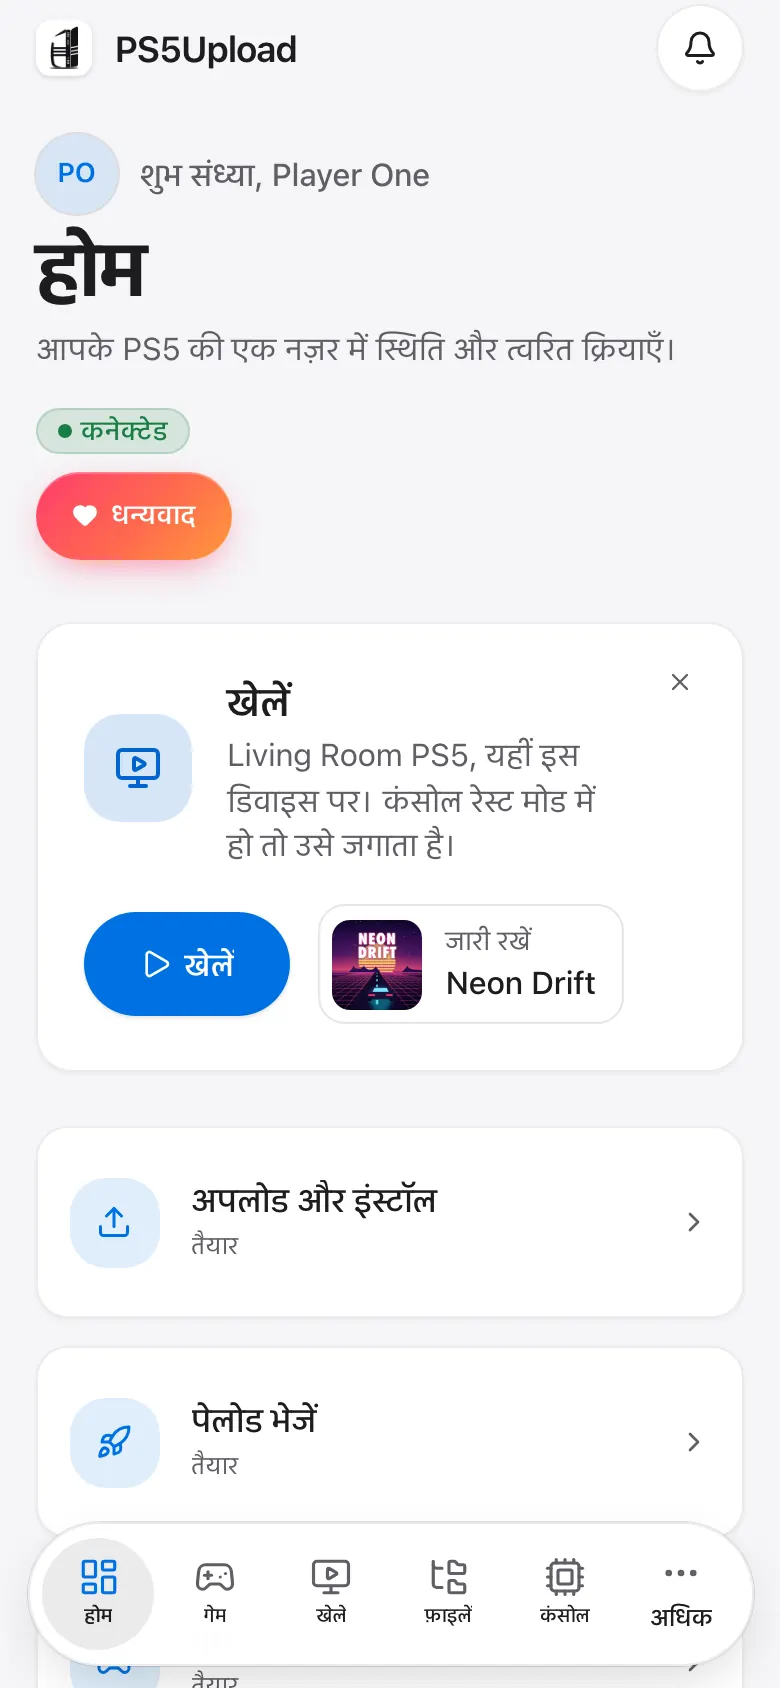 PS5Upload
PO
शुभ संध्या, Player One
होम
आपके PS5 की एक नज़र में स्थिति और त्वरित क्रियाएँ।
कनेक्टेड
धन्यवाद
खेलें
Living Room PS5, यहीं इस
डिवाइस पर। कंसोल रेस्ट मोड में
हो तो उसे जगाता है।
खेलें
NEON
DRIFT
जारी रखें
Neon Drift
अपलोड और इंस्टॉल
तैयार
पेलोड भेजें
तैयार
होम
गेम
खेलें
फ़ाइलें
कंसोल
अधिक
तैयार